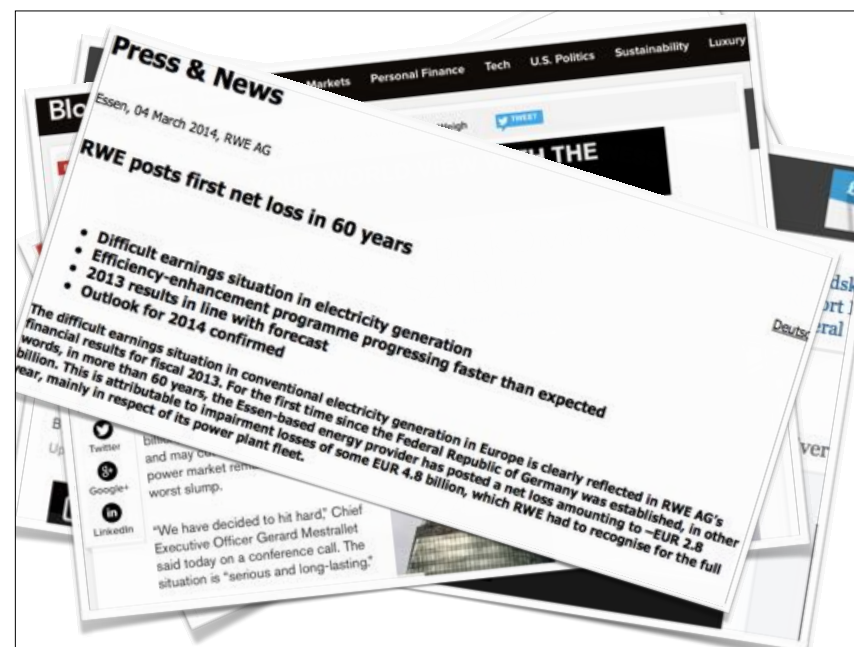 Press & News
Essen, 04 March 2014, RWE AG
RWE posts first net loss in 60 years
• Difficult earnings situation in electricity generation
• Efficiency-enhancement programme progressing faster than expected
• 2013 results in line with forecast
• Outlook for 2014 confirmed
The difficult earnings situation in conventional electricity generation in Europe is clearly reflected in RWE AG's
financial results for fiscal 2013. For the first time since the Federal Republic of Germany was established, in other
words, in more than 60 years, the Essen-based energy provider has posted a net loss amounting to –EUR 2.8
billion. This is attributable to impairment losses of some EUR 4.8 billion, which RWE had to recognise for the full
year, mainly in respect of its power plant fleet.
Markets Personal Finance Tech U.S. Politics Sustainability Luxury
TWEET
THE
Twitter
Google+
LinkedIn
and may
power market
worst slump.
“We have decided to hit hard,” Chief
Executive Officer Gerard Mestrallet
said today on a conference call. The
situation is “serious and long-lasting.”